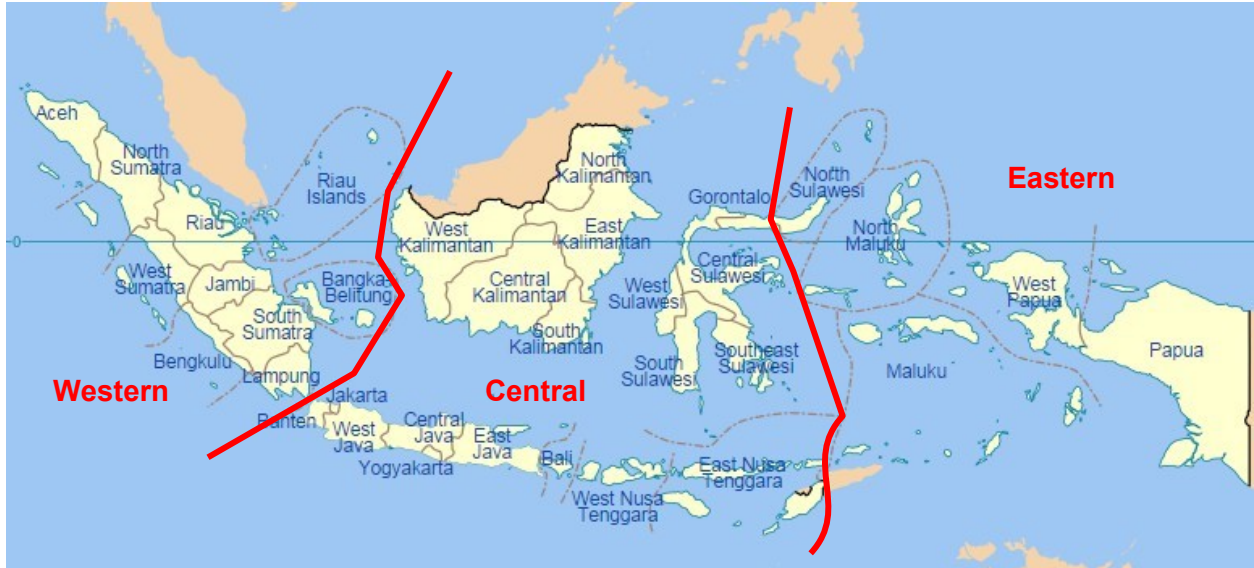 Aceh
North
Sumatra
Riau
Islands
Riau
0
West
Sumatra
Jambi
Bangka-
Belitung
South
Sumatra
Bengkulu
Lampung
Western
Banten
Jakarta
West
Java
Central
Java
Yogyakarta
East
Java
Bali
West Nusa
Tenggara
East Nusa
Tenggara
West
Kalimantan
Central
Kalimantan
South
Kalimantan
East
Kalimantan
North
Kalimantan
Central
Gorontalo
North
Sulawesi
Central
Sulawesi
West
Sulawesi
South
Sulawesi
Southeast
Sulawesi
North
Maluku
Maluku
Eastern
West
Papua
Papua